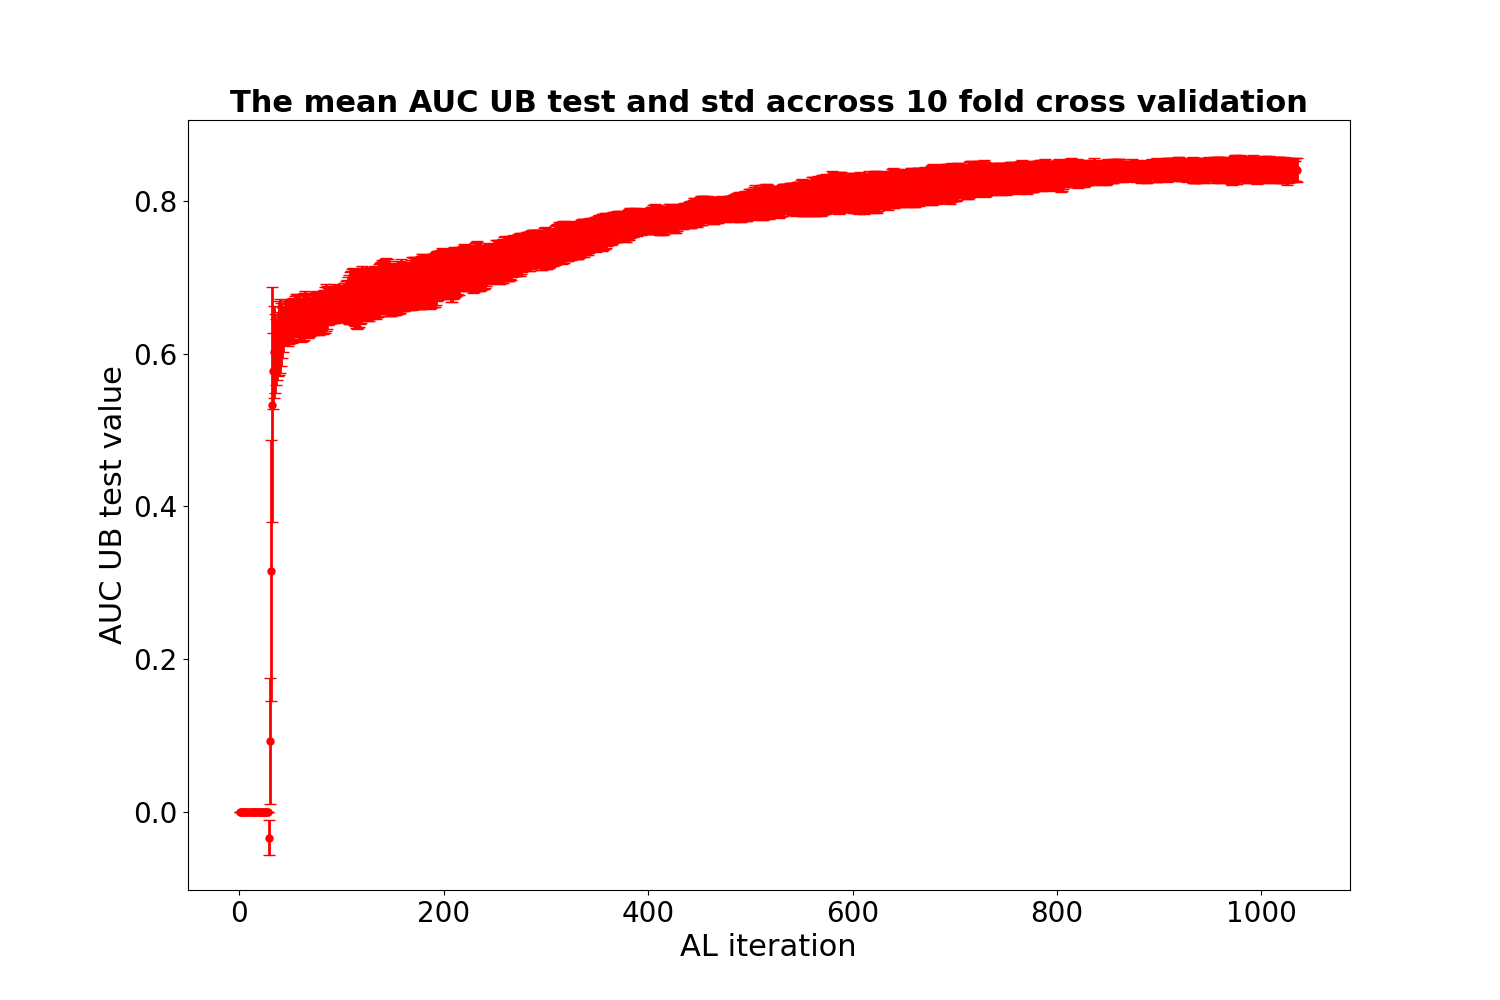 The mean AUC UB test and std accross 10 fold cross validation
0.8
0.6
0.4
0.2
0.0
AUC UB test value
0 200 400 600 800 1000
AL iteration